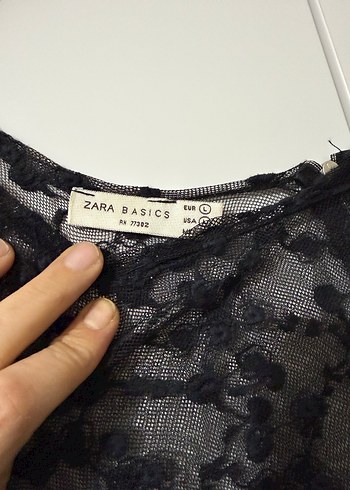 ZARA BASICS
RN 77302
EUR L
USA L